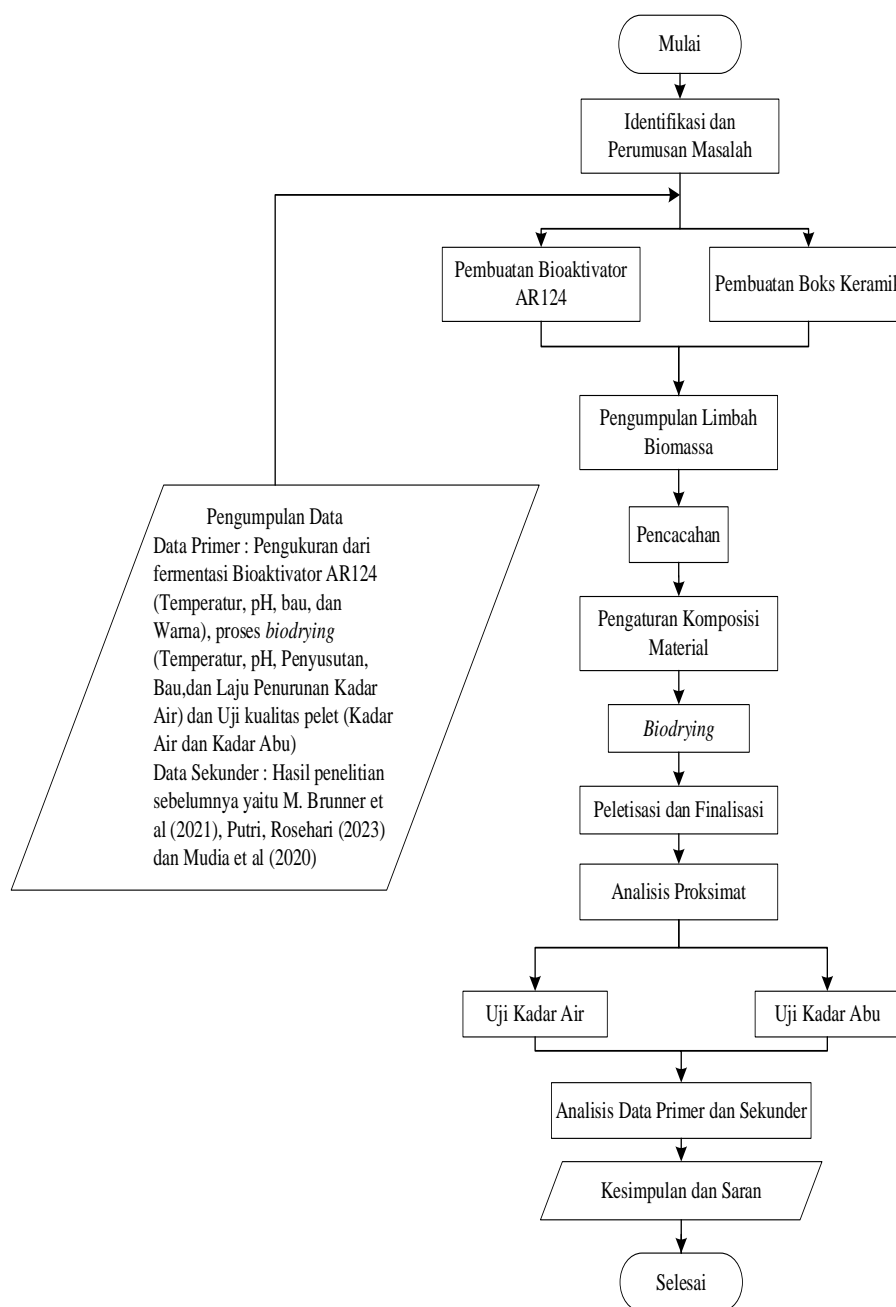 Mulai
Identifikasi dan
Perumusan Masalah
Pembuatan Bioaktivator
AR124
Pembuatan Boks Keramik
Pengumpulan Limbah
Biomassa
Pengumpulan Data
Data Primer : Pengukuran dari
fermentasi Bioaktivator AR124
(Temperatur, pH, bau, dan
Warna), proses biodrying
(Temperatur, pH, Penyusutan,
Bau,dan Laju Penurunan Kadar
Air) dan Uji kualitas pelet (Kadar
Air dan Kadar Abu)
Data Sekunder : Hasil penelitian
sebelumnya yaitu M. Brunner et
al (2021), Putri, Rosehari (2023)
dan Mudia et al (2020)
Pencacahan
Pengaturan Komposisi
Material
Biodrying
Peletisasi dan Finalisasi
Analisis Proksimat
Uji Kadar Air
Uji Kadar Abu
Analisis Data Primer dan Sekunder
Kesimpulan dan Saran
Selesai